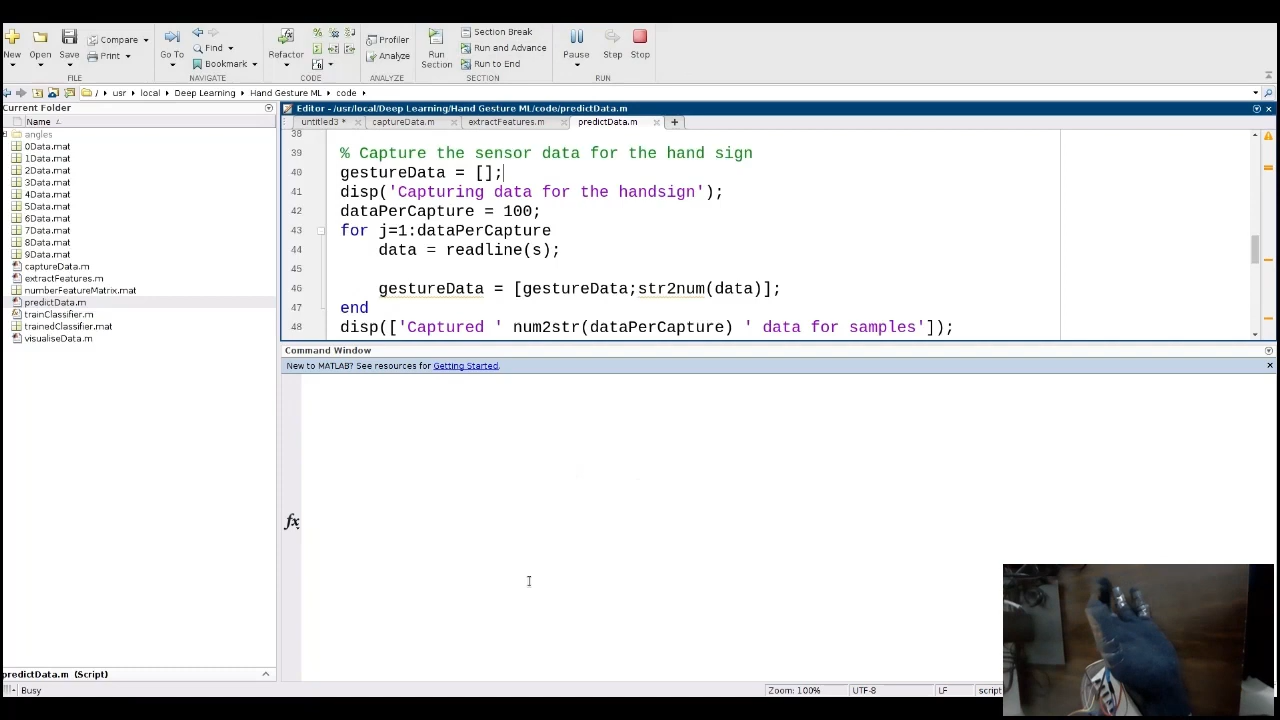 New
Open
Save
Compare
Print
Go To
Find
Bookmark
Refactor
Profiler
Analyze
Run Section
Section Break
Run and Advance
Run to End
Pause
Step
Stop
FILE
NAVIGATE
CODE
ANALYZE
SECTION
RUN
/ usr local Deep Learning Hand Gesture ML code
Current Folder
Name
angles
0Data.mat
1Data.mat
2Data.mat
3Data.mat
4Data.mat
5Data.mat
6Data.mat
7Data.mat
8Data.mat
9Data.mat
captureData.m
extractFeatures.m
numberFeatureMatrix.mat
predictData.m
trainClassifier.m
trainedClassifier.mat
visualiseData.m
predictData.m (Script)
Busy
Editor - /usr/local/Deep Learning/Hand Gesture ML/code/predictData.m
untitled3 * captureData.m extractFeatures.m predictData.m
38
39 % Capture the sensor data for the hand sign
40 gestureData = [];
41 disp('Capturing data for the handsign');
42 dataPerCapture = 100;
43 for j=1:dataPerCapture
44 data = readline(s);
45
46 gestureData = [gestureData;str2num(data)];
47 end
48 disp(['Captured ' num2str(dataPerCapture) ' data for samples']);
Command Window
New to MATLAB? See resources for Getting Started.
fx
Zoom: 100% UTF-8 LF script